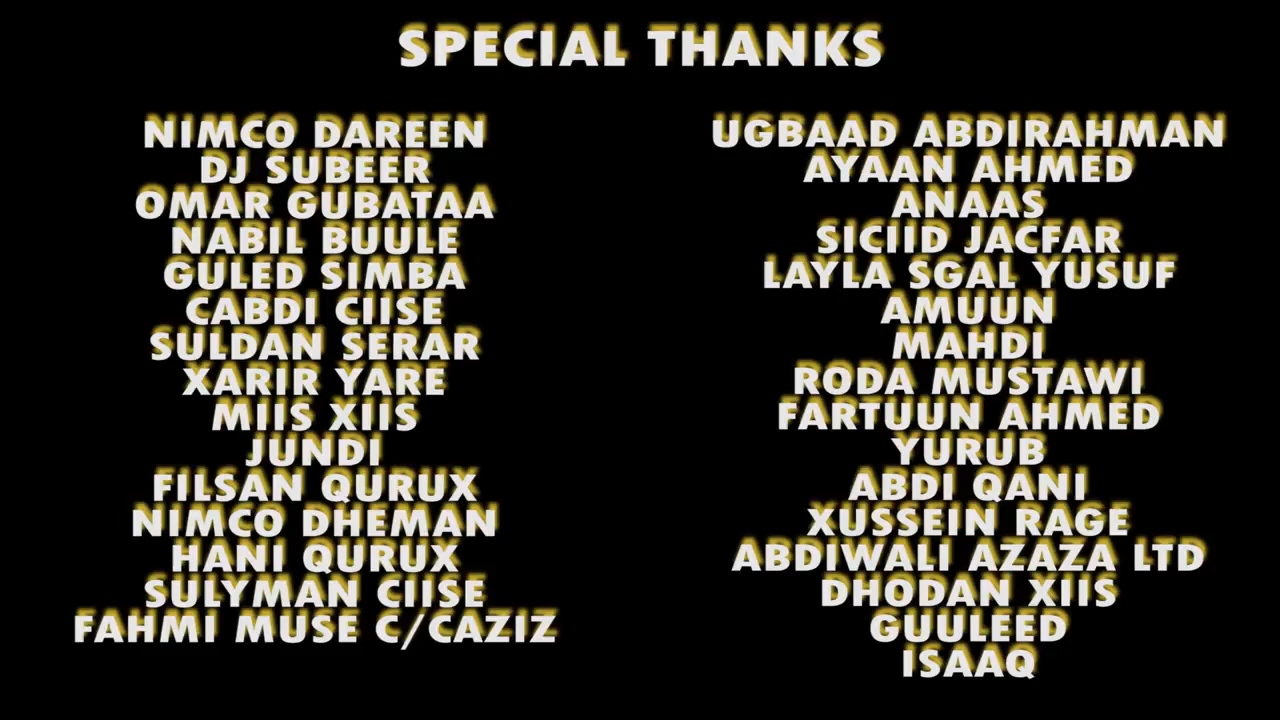 SPECIAL THANKS
NIMCO DAREEN
DJ SUBEER
OMAR GUBATAA
NABIL BUULE
GULED SIMBA
CABDI CIISE
SULDAN SERAR
XARIR YARE
MIIS XIIS
JUNDI
FILSAN QURUX
NIMCO DHEMAN
HANI QURUX
SULYMAN CIISE
FAHMI MUSE C/CAZIZ
UGBAAD ABDIRAHMAN
AYAAN AHMED
ANAAS
SICIID JACFAR
LAYLA SGAL YUSUF
AMUUN
MAHDI
RODA MUSTAWI
FARTUUN AHMED
YURUB
ABDI QANI
XUSSEIN RAGE
ABDIWALI AZAZA LTD
DHODAN XIIS
GUULEED
ISAAQ